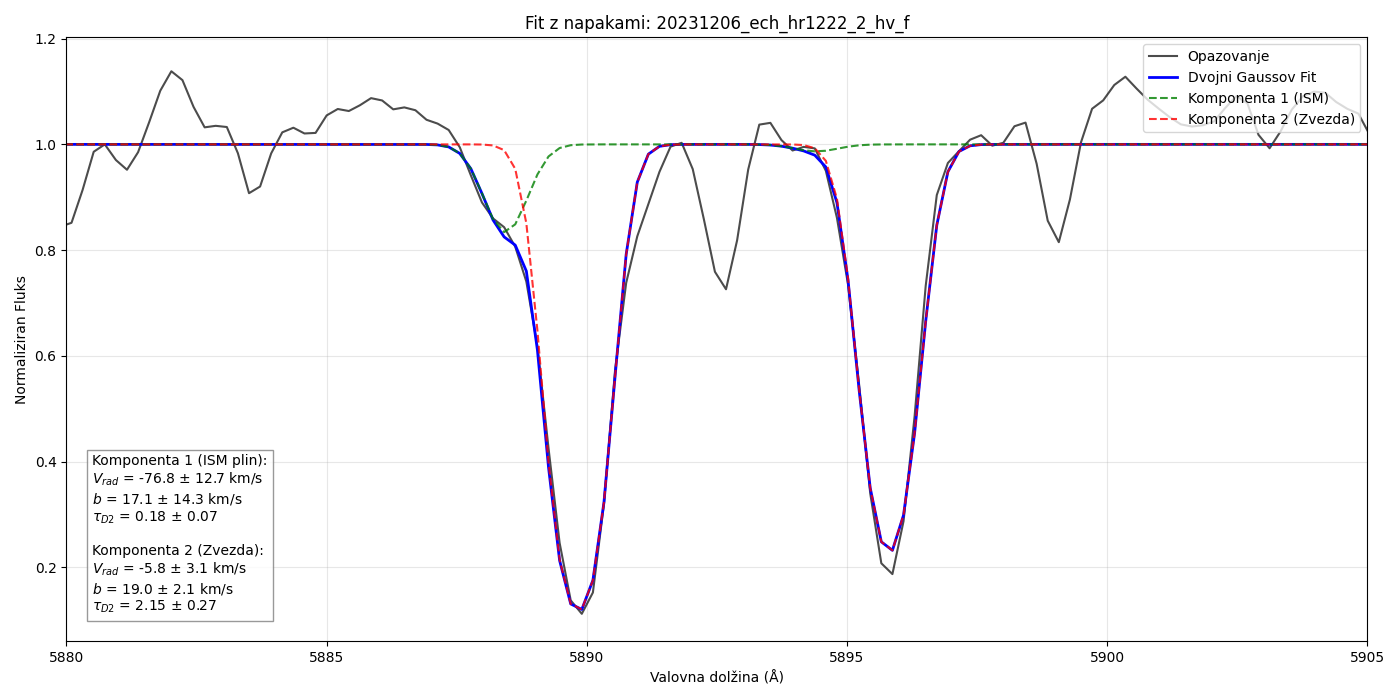 Fit z napakami: 20231206_ech_hr1222_2_hv_f
Normaliziran Fluks
1.2
1.0
0.8
0.6
0.4
0.2
Opazovanje
Dvojni Gaussov Fit
Komponenta 1 (ISM)
Komponenta 2 (Zvezda)
Komponenta 1 (ISM plin):
V_rad = -76.8 ± 12.7 km/s
b = 17.1 ± 14.3 km/s
τ_D2 = 0.18 ± 0.07
Komponenta 2 (Zvezda):
V_rad = -5.8 ± 3.1 km/s
b = 19.0 ± 2.1 km/s
τ_D2 = 2.15 ± 0.27
5880 5885 5890 5895 5900 5905
Valovna dolžina (Å)